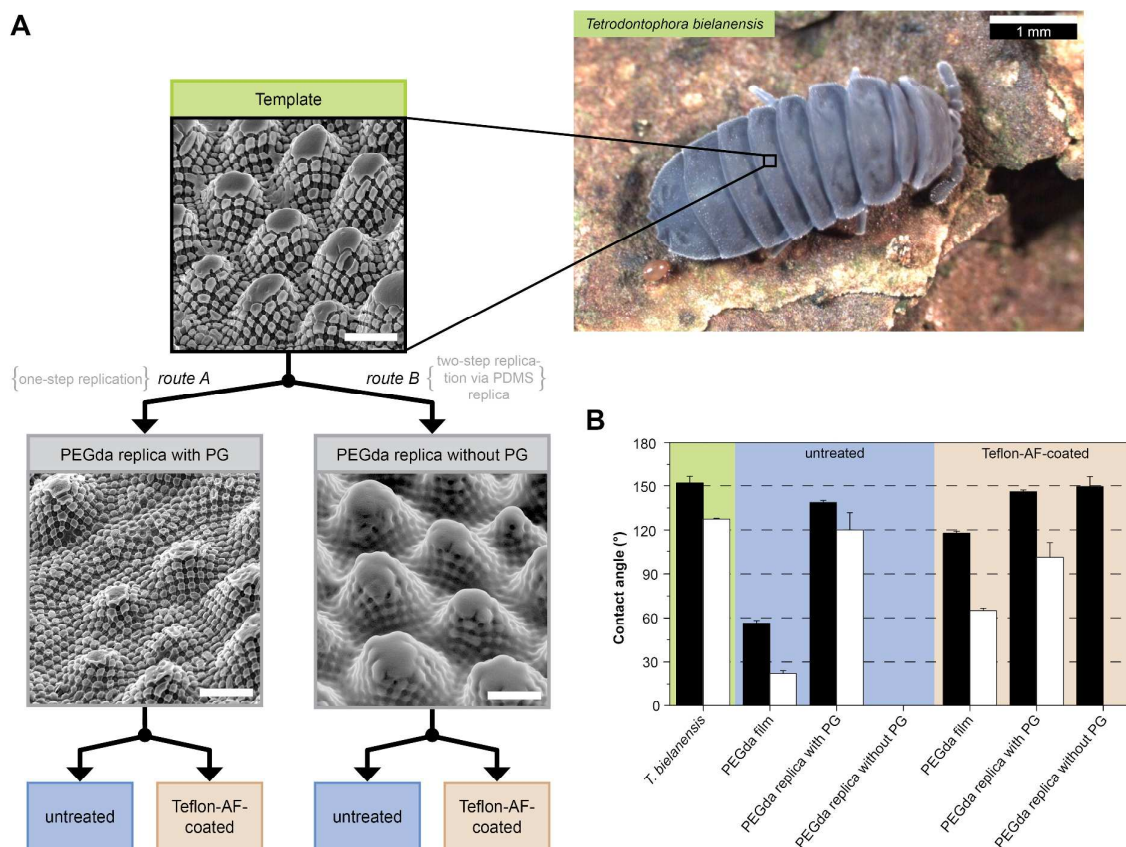 A
Tetrodontophora bielanensis
1 mm
Template
{one-step replication}
route A
route B
{two-step replica-
tion via PDMS
replica}
PEGda replica with PG
PEGda replica without PG
untreated
Teflon-AF-
coated
untreated
Teflon-AF-
coated
B
Contact angle (°)
180
150
120
90
60
30
0
untreated
Teflon-AF-coated
T. bielanensis
PEGda film
PEGda replica with PG
PEGda replica without PG
PEGda film
PEGda replica with PG
PEGda replica without PG